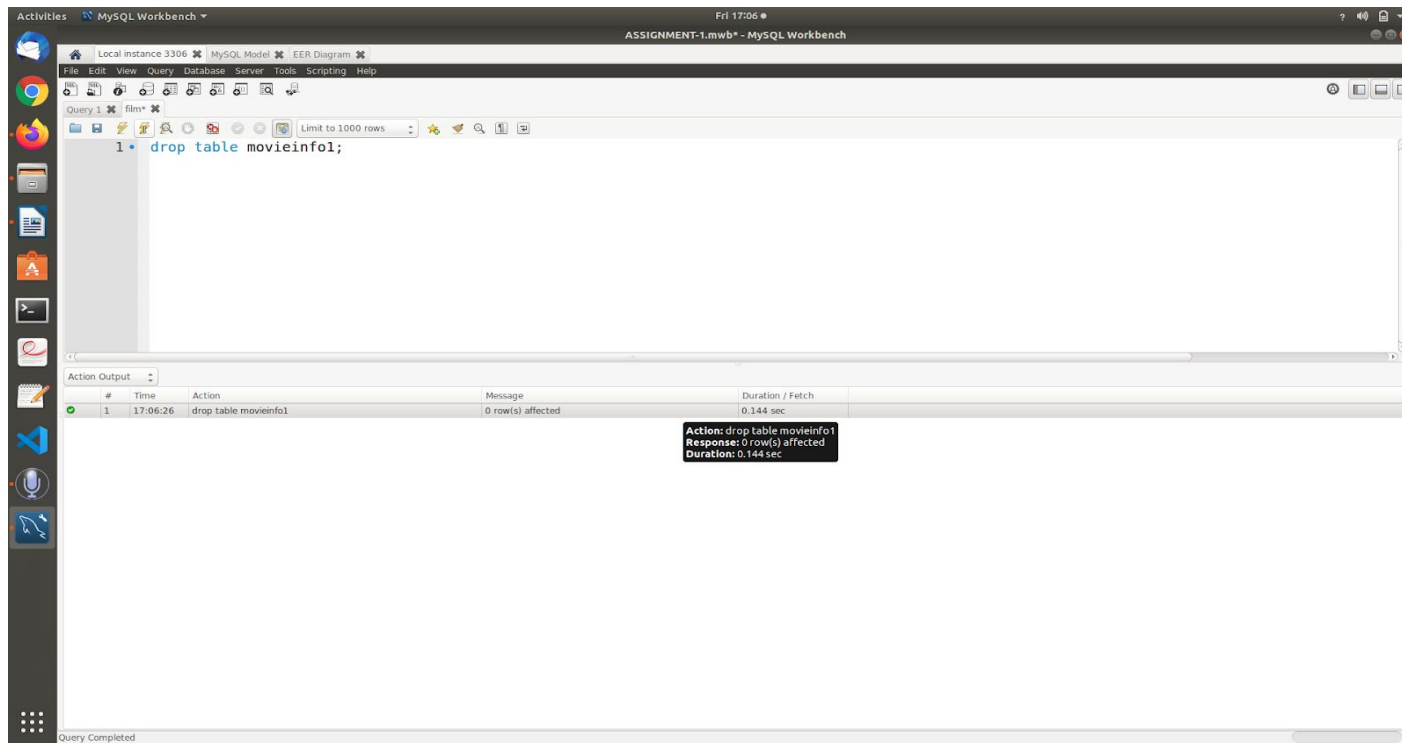 Activities MySQL Workbench Fri 17:06
ASSIGNMENT-1.mwb* - MySQL Workbench
Local instance 3306 MySQL Model EER Diagram
File Edit View Query Database Server Tools Scripting Help
Query 1 film*
Limit to 1000 rows
1 drop table movieinfo1;
Action Output
# Time Action Message Duration / Fetch
1 17:06:26 drop table movieinfo1 0 row(s) affected 0.144 sec
Action: drop table movieinfo1
Response: 0 row(s) affected
Duration: 0.144 sec
Query Completed